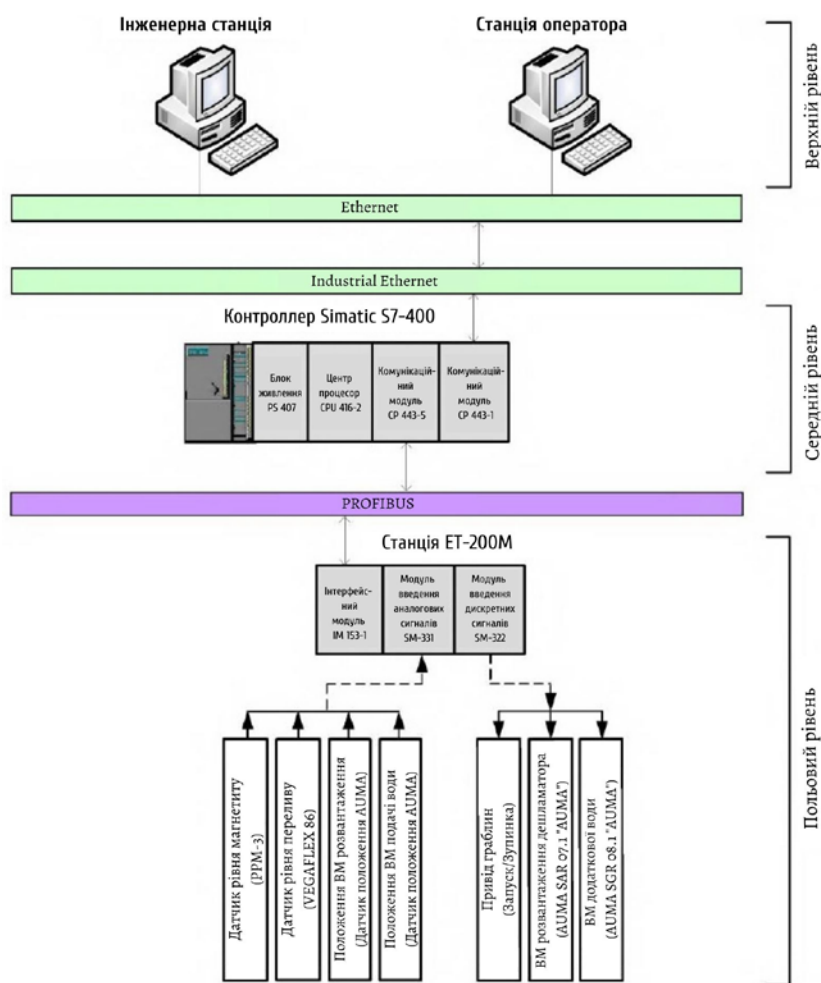 Інженерна станція
Станція оператора
Верхній рівень
Ethernet
Industrial Ethernet
Контроллер Simatic S7-400
Блок
живлення
PS 407
Центр
процесор
CPU 416-2
Комунікацій-
ний
модуль
CP 443-5
Комунікацій-
ний
модуль
CP 443-1
Середній рівень
PROFIBUS
Станція ET-200M
Інтерфейс-
ний
модуль
IM 153-1
Модуль
введення
аналогових
сигналів
SM-331
Модуль
введення
дискретних
сигналів
SM-322
Польовий рівень
Датчик рівня магнетиту
(PPM-3)
Датчик рівня переливу
(VEGAFLEX 86)
Положення ВМ розвантаження
(Датчик положення AUMA)
Положення ВМ подачі води
(Датчик положення AUMA)
Привід граблин
(Запуск/Зупинка)
ВМ розвантаження дешламатора
(AUMA SAR 07.1 "AUMA")
ВМ додаткової води
(AUMA SGR 08.1 "AUMA")